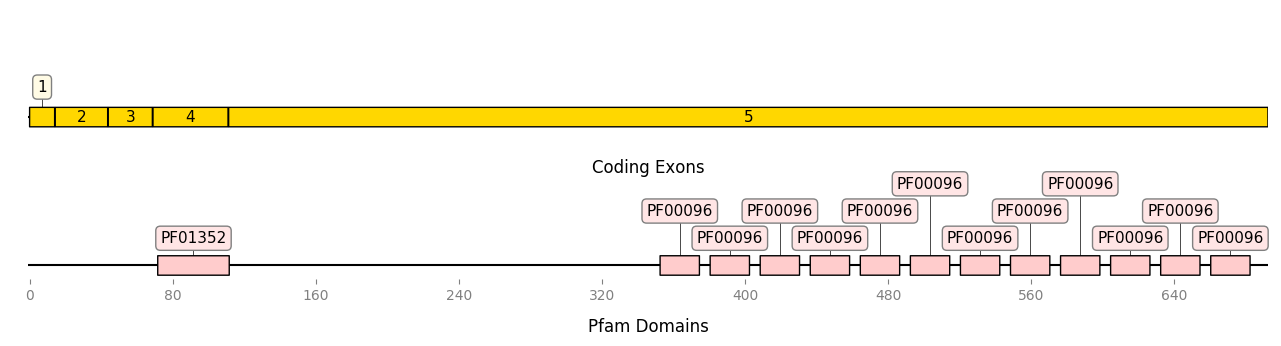 1
2 3 4 5
Coding Exons
PF00096 PF00096
PF00096 PF00096 PF00096 PF00096 PF00096
PF01352 PF00096 PF00096 PF00096 PF00096 PF00096
0 80 160 240 320 400 480 560 640
Pfam Domains